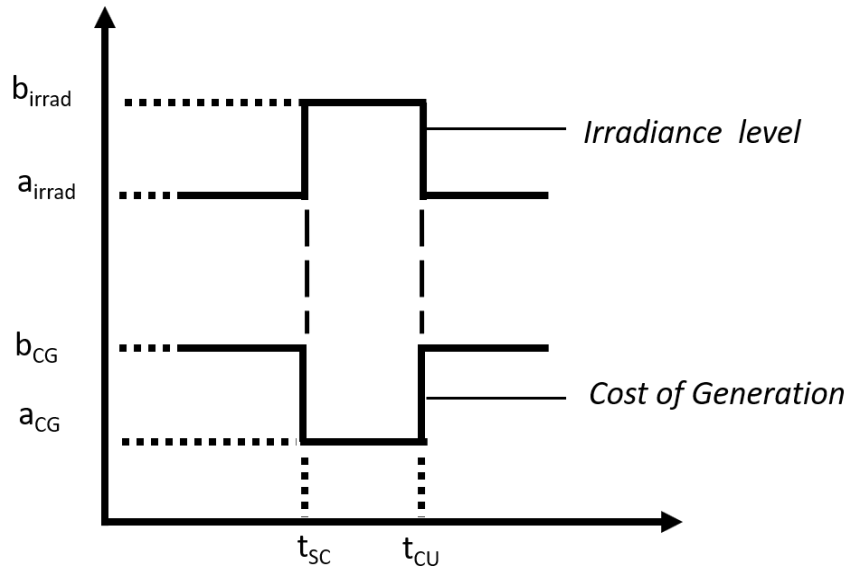 b_irrad
Irradiance level
a_irrad
b_CG
Cost of Generation
a_CG
t_SC
t_CU